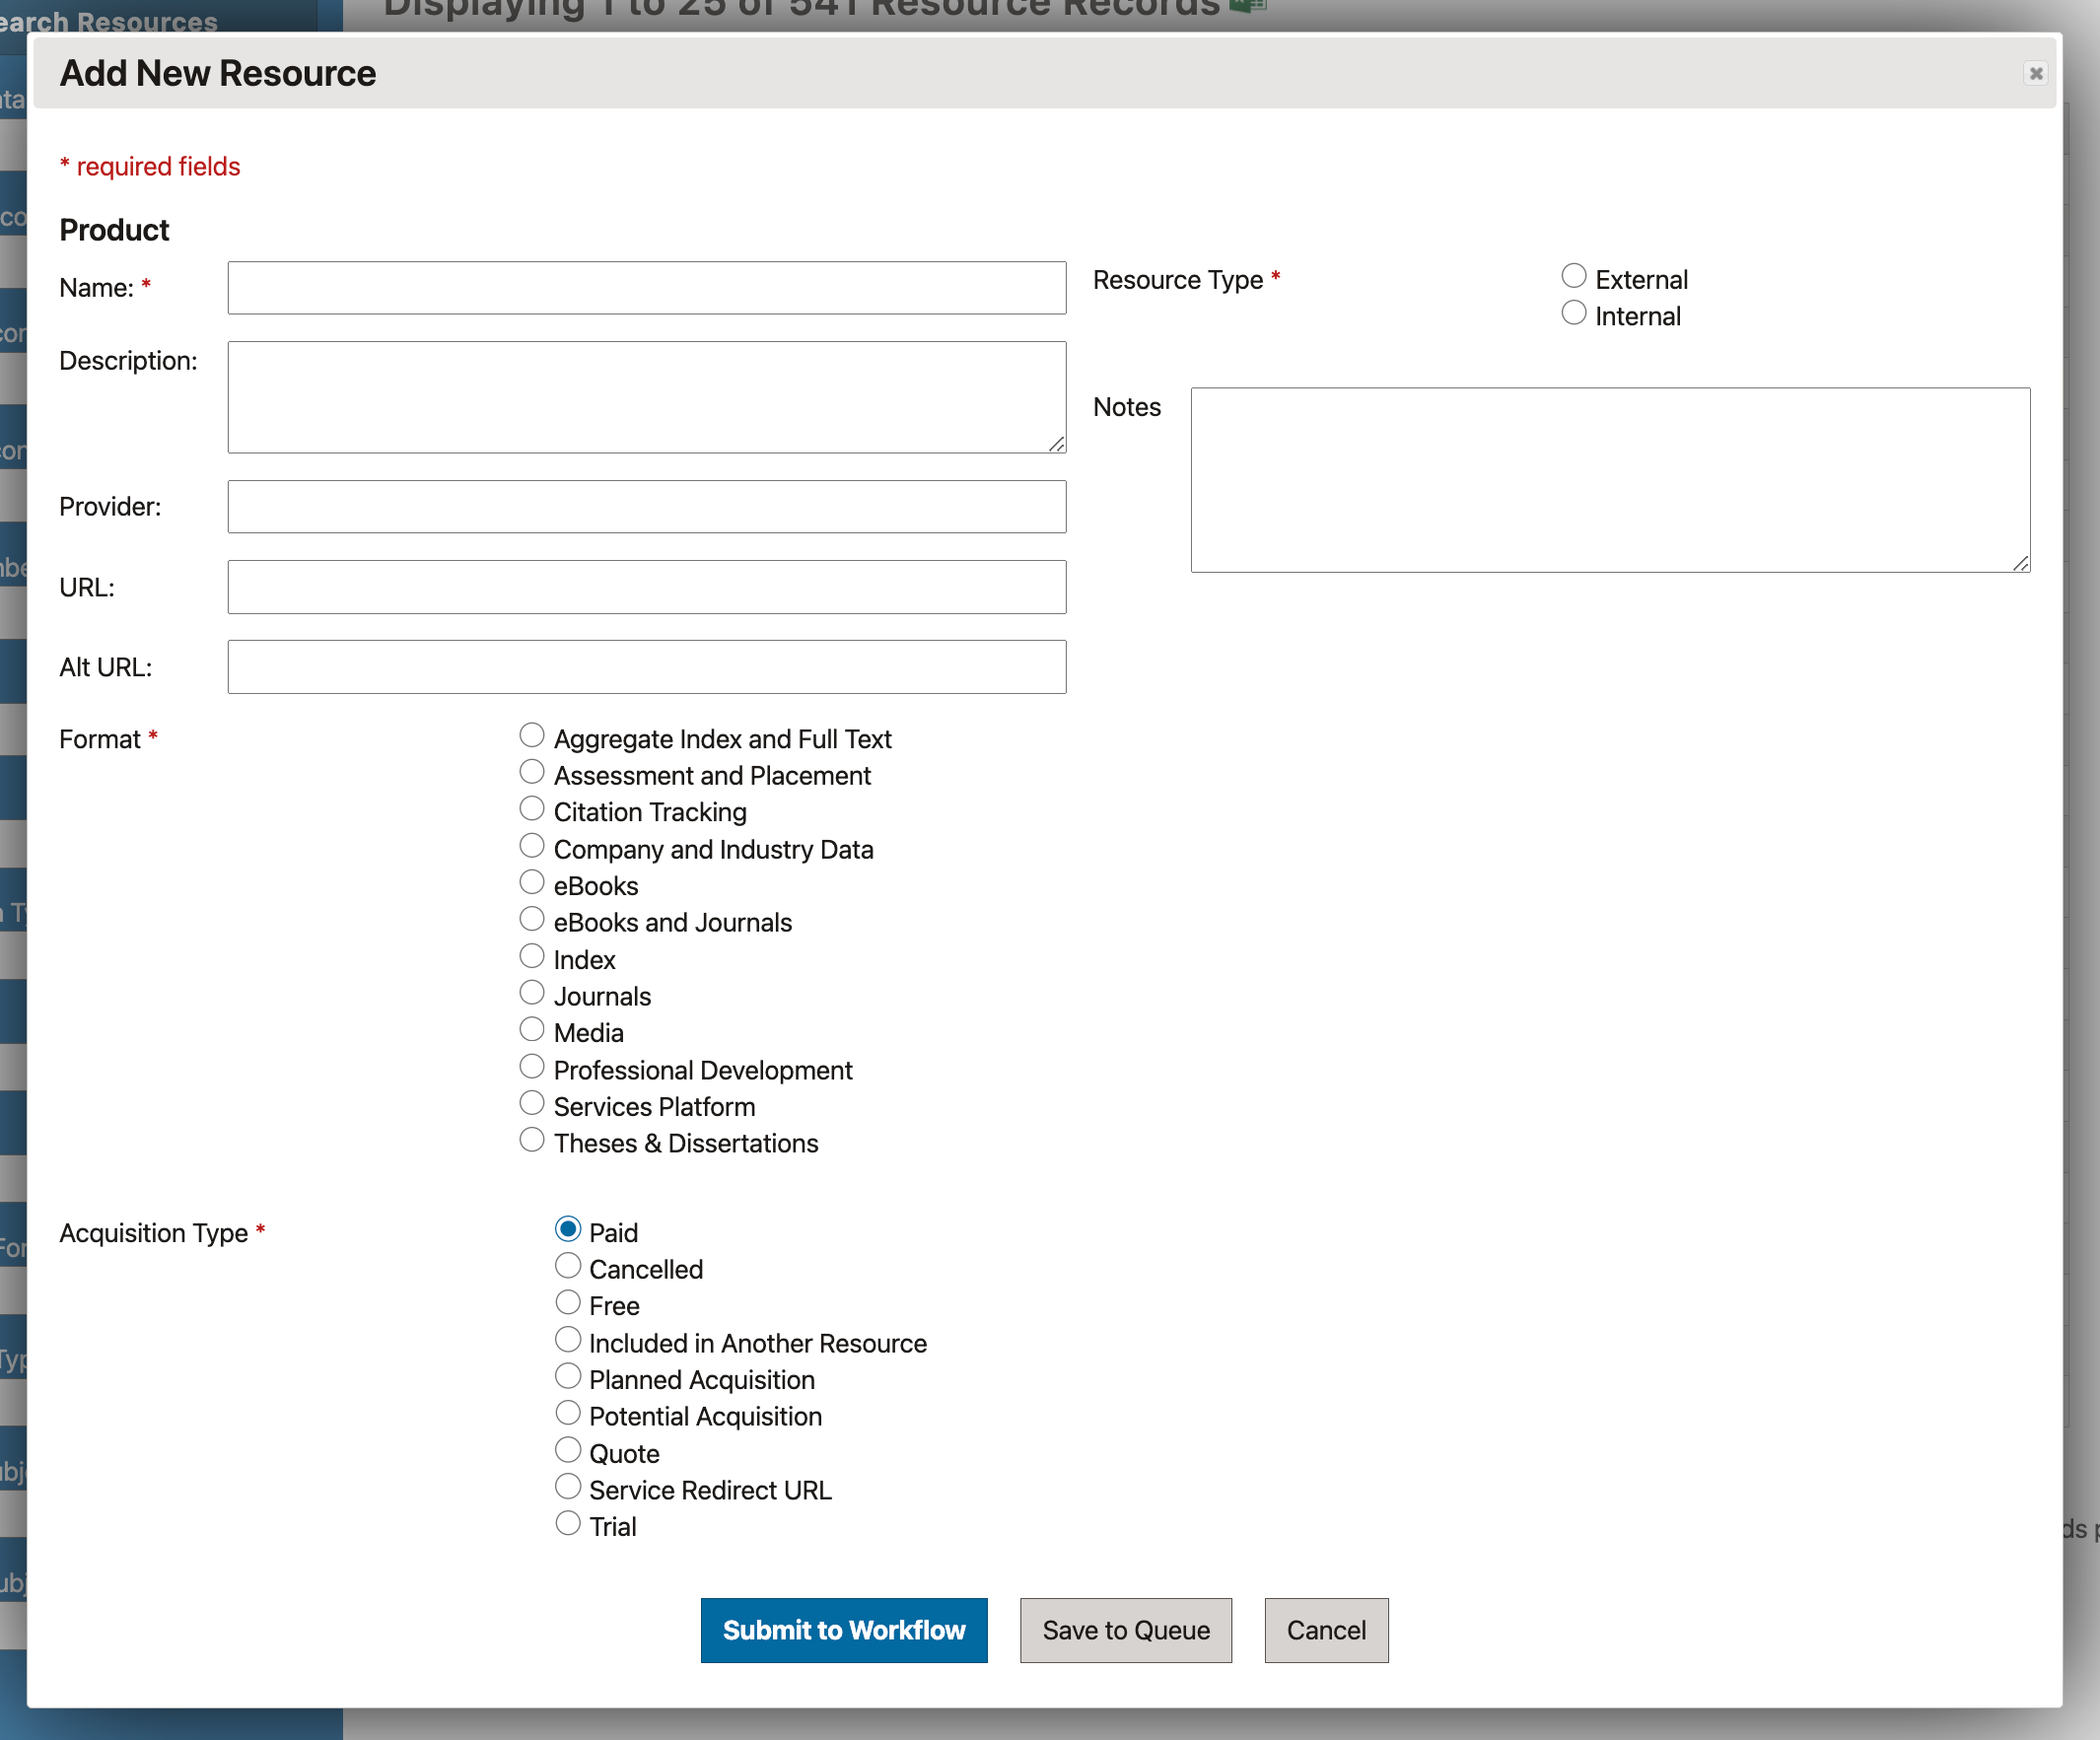 Displaying 1 to 25 of 541 Resource Records
Search Resources
Add New Resource
* required fields
Product
Name: *
Resource Type *
External
Internal
Description:
Notes
Provider:
URL:
Alt URL:
Format *
Aggregate Index and Full Text
Assessment and Placement
Citation Tracking
Company and Industry Data
eBooks
eBooks and Journals
Index
Journals
Media
Professional Development
Services Platform
Theses & Dissertations
Acquisition Type *
Paid
Cancelled
Free
Included in Another Resource
Planned Acquisition
Potential Acquisition
Quote
Service Redirect URL
Trial
Submit to Workflow
Save to Queue
Cancel